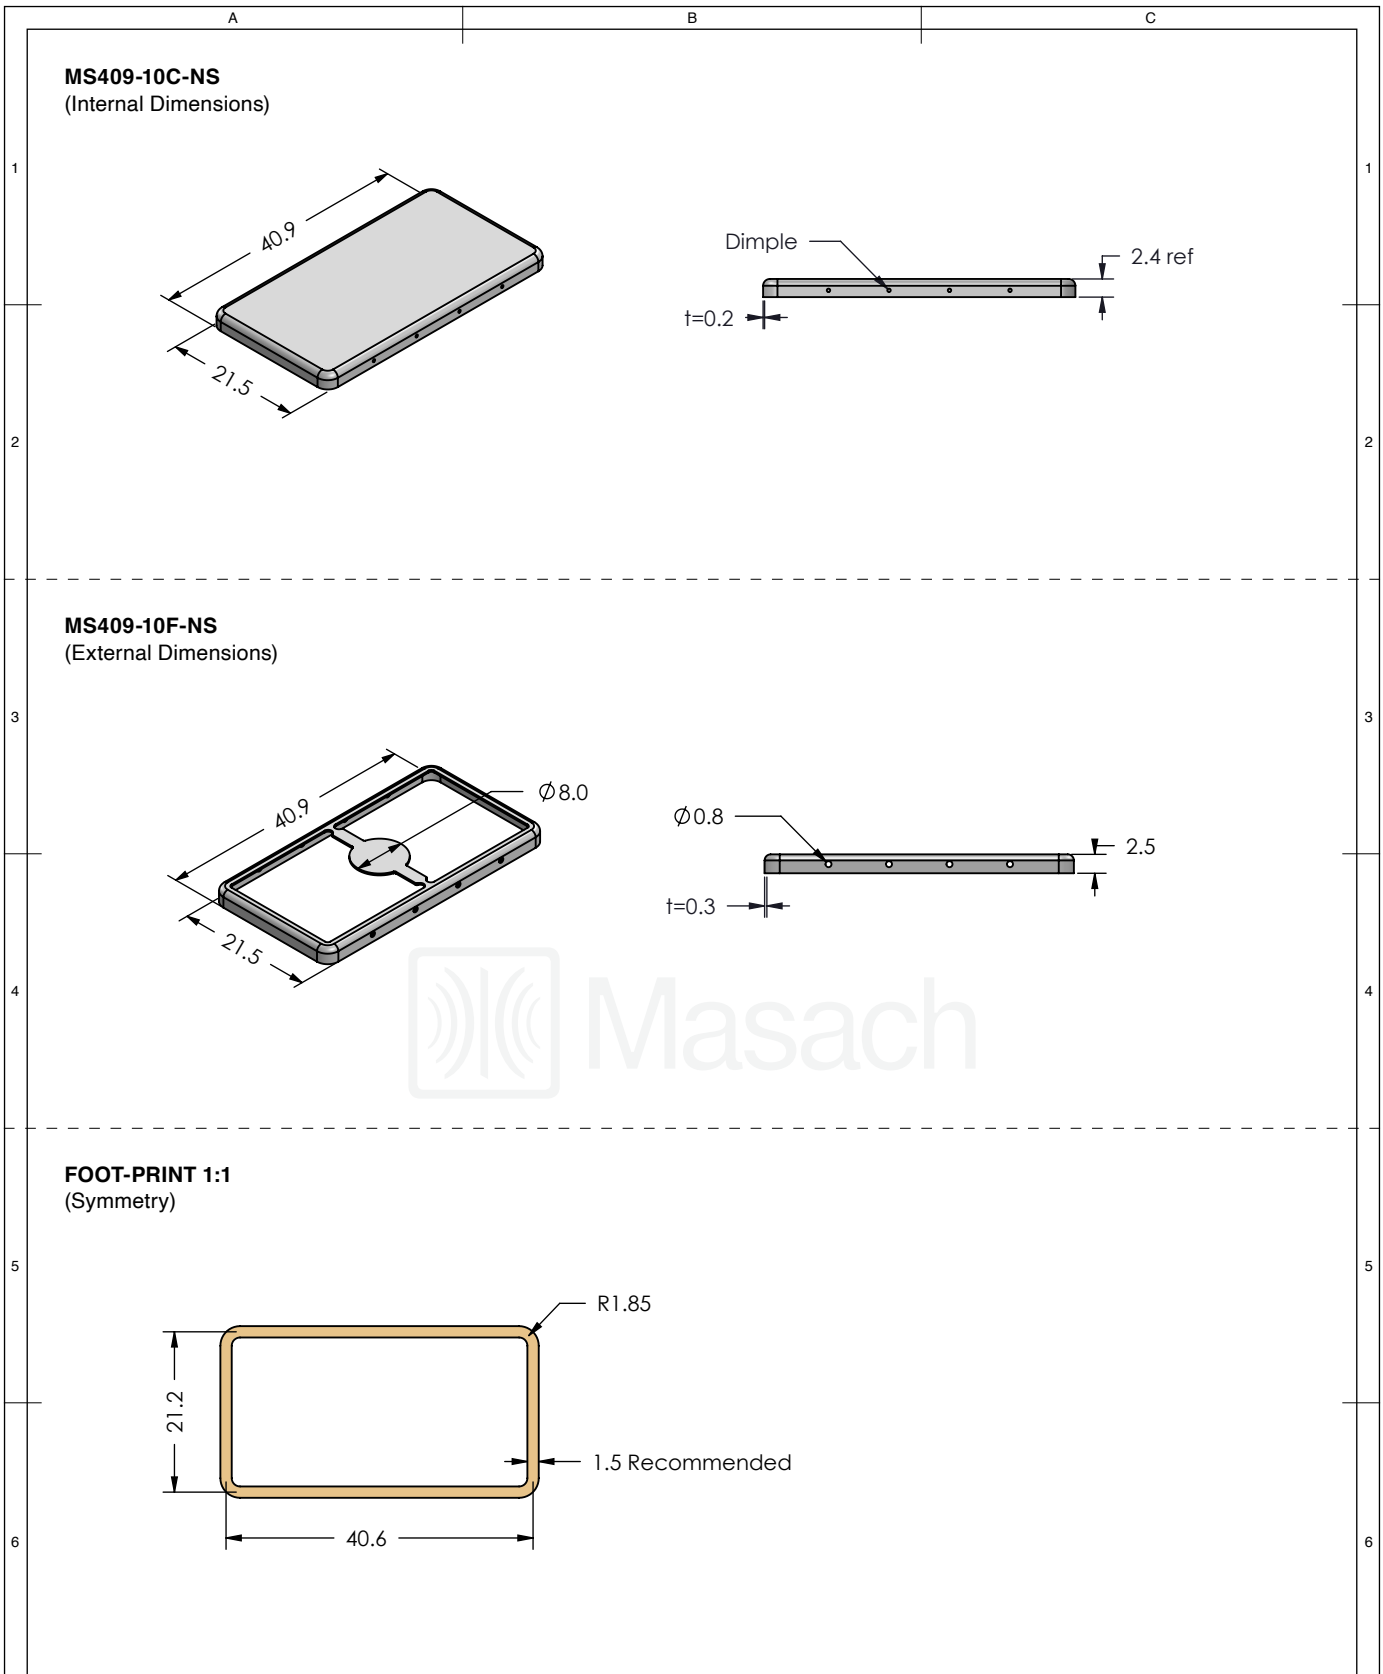 A B C
MS409-10C-NS
(Internal Dimensions)
1 1
40.9
Dimple
2.4 ref
t=0.2
21.5
2 2
MS409-10F-NS
(External Dimensions)
3 3
Ø8.0
40.9
Ø0.8
2.5
t=0.3
21.5
Masach
4 4
FOOT-PRINT 1:1
(Symmetry)
5 5
R1.85
21.2
1.5 Recommended
40.6
6 6